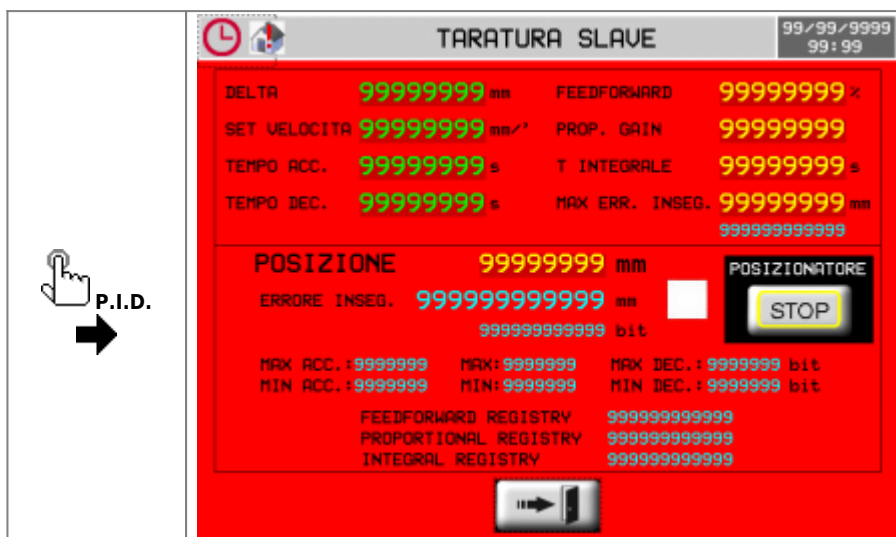 P.I.D.
TARATURA SLAVE
99/99/9999
99:99
DELTA 99999999 mm FEEDFORWARD 99999999 %
SET VELOCITA 99999999 mm/' PROP. GAIN 99999999
TEMPO ACC. 99999999 s T INTEGRALE 99999999 s
TEMPO DEC. 99999999 s MAX ERR. INSEG. 99999999 mm
999999999999
POSIZIONE 99999999 mm POSIZIONATORE
ERRORE INSEG. 999999999999 mm STOP
999999999999 bit
MAX ACC.:9999999 MAX:9999999 MAX DEC.:9999999 bit
MIN ACC.:9999999 MIN:9999999 MIN DEC.:9999999 bit
FEEDFORWARD REGISTRY 999999999999
PROPORTIONAL REGISTRY 999999999999
INTEGRAL REGISTRY 999999999999